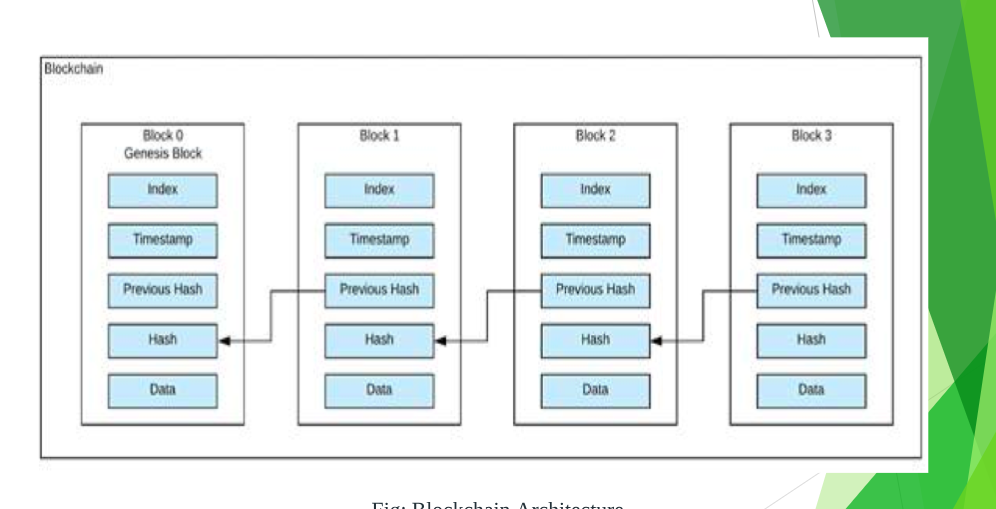 Blockchain
Block 0
Genesis Block
Index
Timestamp
Previous Hash
Hash
Data
Block 1
Index
Timestamp
Previous Hash
Hash
Data
Block 2
Index
Timestamp
Previous Hash
Hash
Data
Block 3
Index
Timestamp
Previous Hash
Hash
Data
Fig: Blockchain Architecture